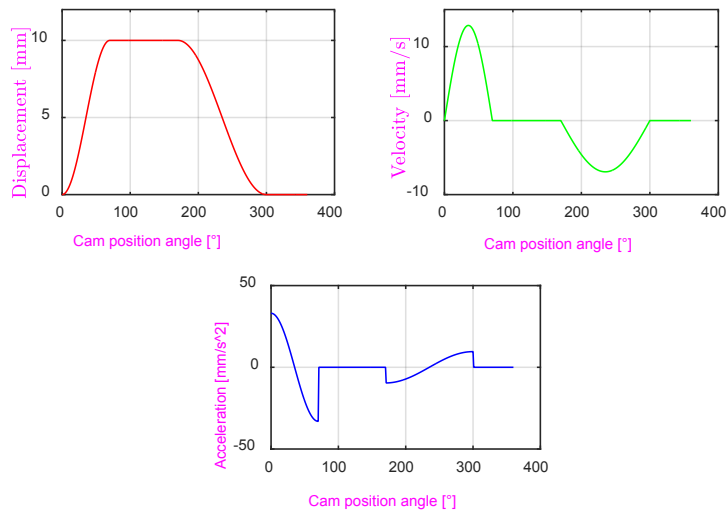 Displacement [mm]
10
5
0
0 100 200 300 400
Cam position angle [°]
Velocity [mm/s]
10
0
-10
0 100 200 300 400
Cam position angle [°]
Acceleration [mm/s^2]
50
0
-50
0 100 200 300 400
Cam position angle [°]